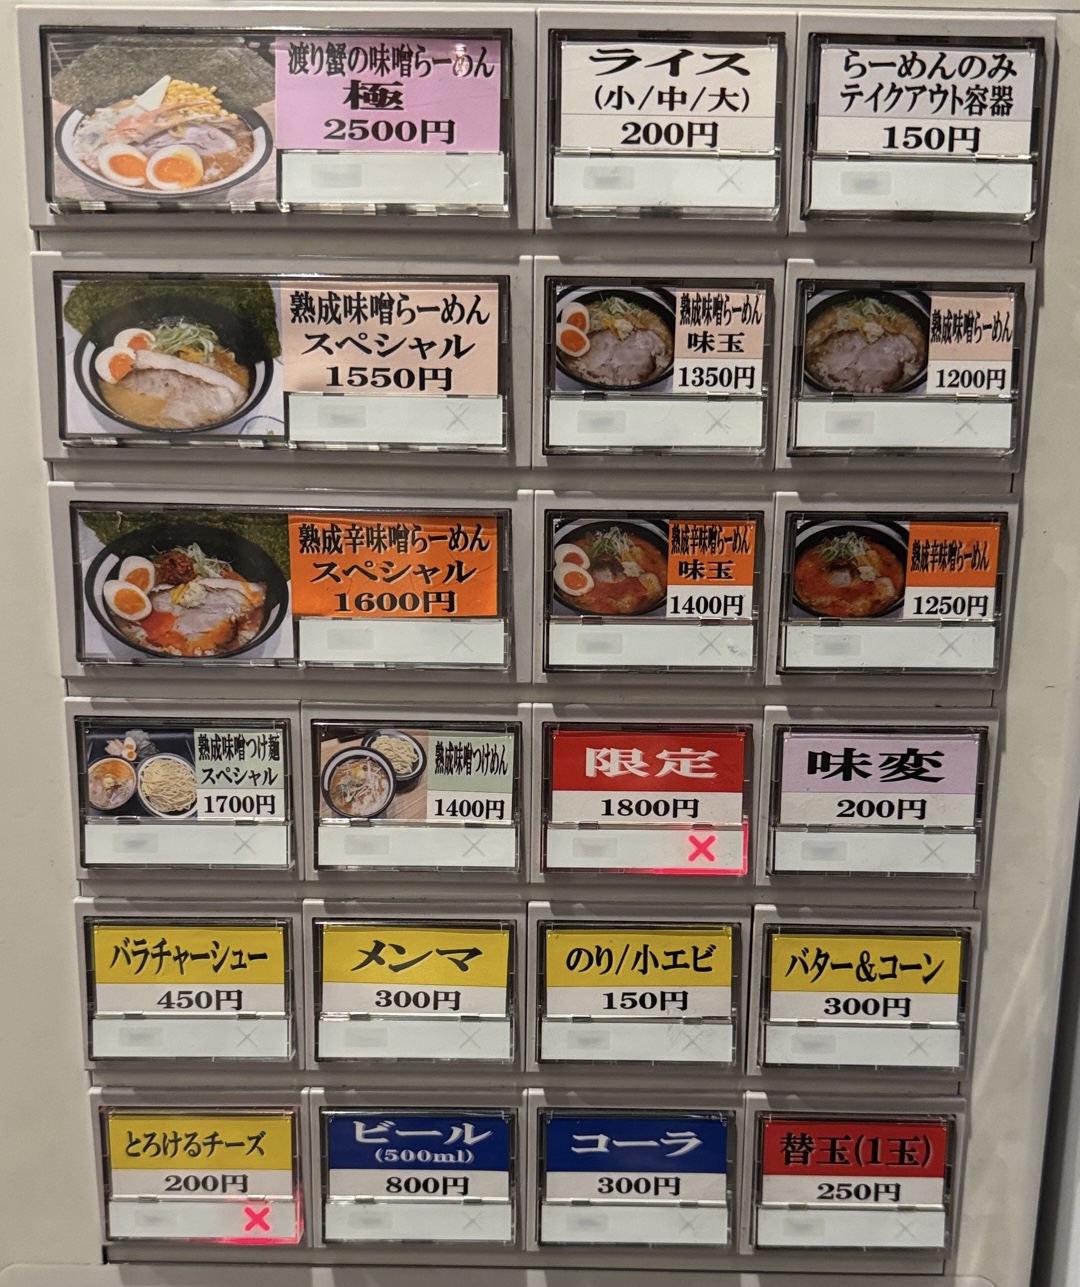 渡り蟹の味噌らーめん
極
2500円
ライス
(小/中/大)
200円
らーめんのみ
テイクアウト容器
150円
熟成味噌らーめん
スペシャル
1550円
熟成味噌らーめん
味玉
1350円
熟成味噌らーめん
1200円
熟成辛味噌らーめん
スペシャル
1600円
熟成辛味噌らーめん
味玉
1400円
熟成辛味噌らーめん
1250円
熟成味噌つけ麺
スペシャル
1700円
熟成味噌つけめん
1400円
限定
1800円
味変
200円
バラチャーシュー
450円
メンマ
300円
のり/小エビ
150円
バター&コーン
300円
とろけるチーズ
200円
ビール
(500ml)
800円
コーラ
300円
替玉(1玉)
250円